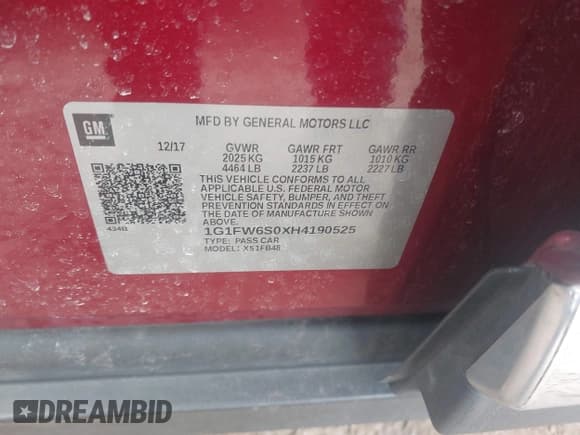 GM
MFD BY GENERAL MOTORS LLC
12/17 GVWR GAWR FRT GAWR RR
2025 KG 1015 KG 1010 KG
4464 LB 2237 LB 2227 LB
THIS VEHICLE CONFORMS TO ALL
APPLICABLE U.S. FEDERAL MOTOR
VEHICLE SAFETY, BUMPER, AND THEFT
PREVENTION STANDARDS IN EFFECT ON
THE DATE OF MANUFACTURE SHOWN
ABOVE.
1G1FW6S0XH4190525
TYPE: PASS CAR
MODEL: XS1FB48
DREAMBID